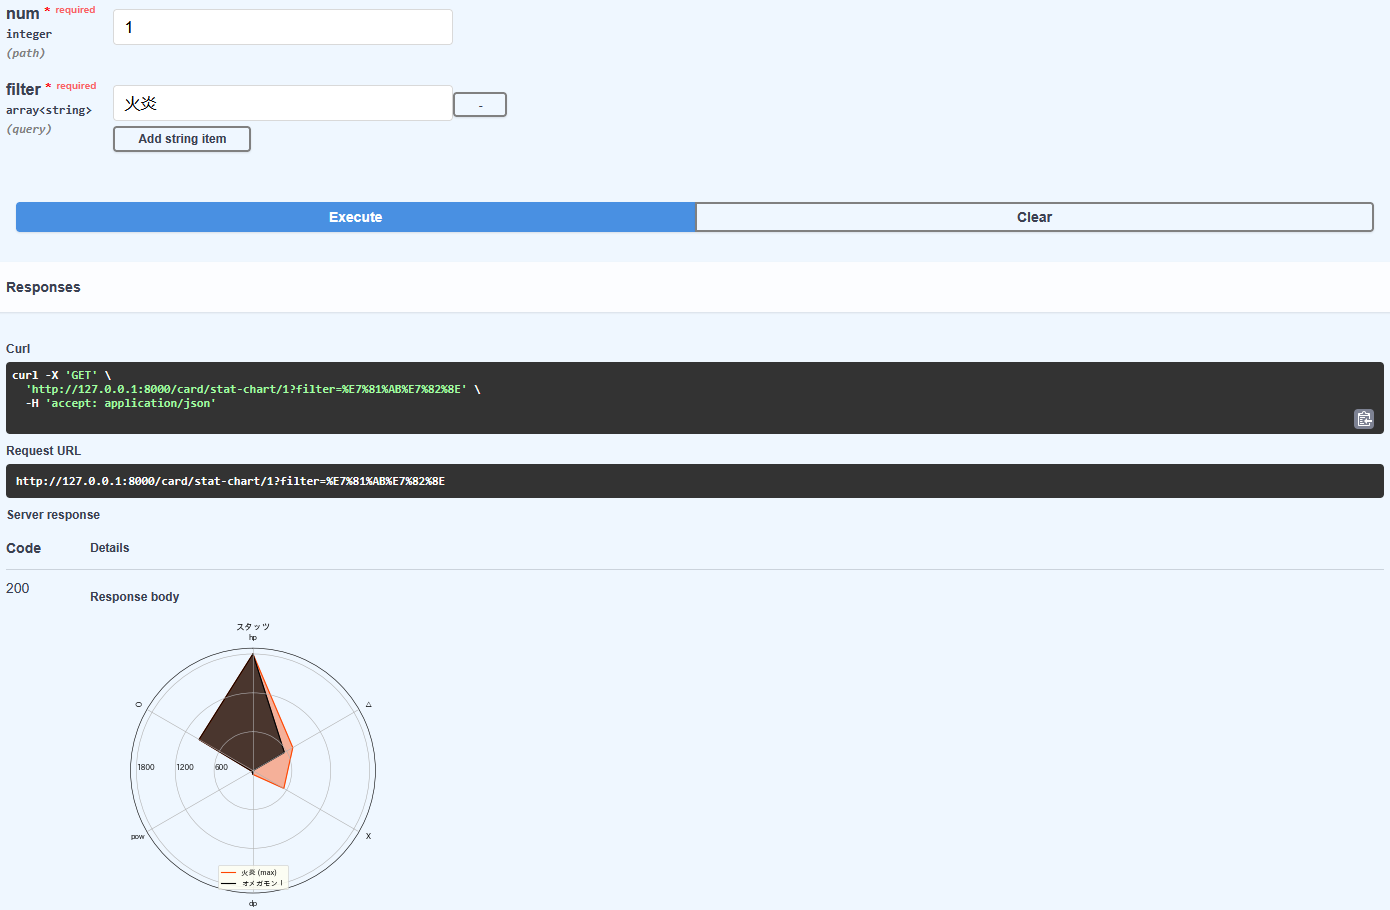 num * required
integer
(path)
1
filter * required
array<string>
(query)
火炎
-
Add string item
Execute
Clear
Responses
Curl
curl -X 'GET' \
'http://127.0.0.1:8000/card/stat-chart/1?filter=%E7%81%AB%E7%82%8E' \
-H 'accept: application/json'
Request URL
http://127.0.0.1:8000/card/stat-chart/1?filter=%E7%81%AB%E7%82%8E
Server response
Code
Details
200
Response body
スタッツ
hp
○
△
1800
1200
600
pow
X
火炎 (max)
オメガモン I
dp